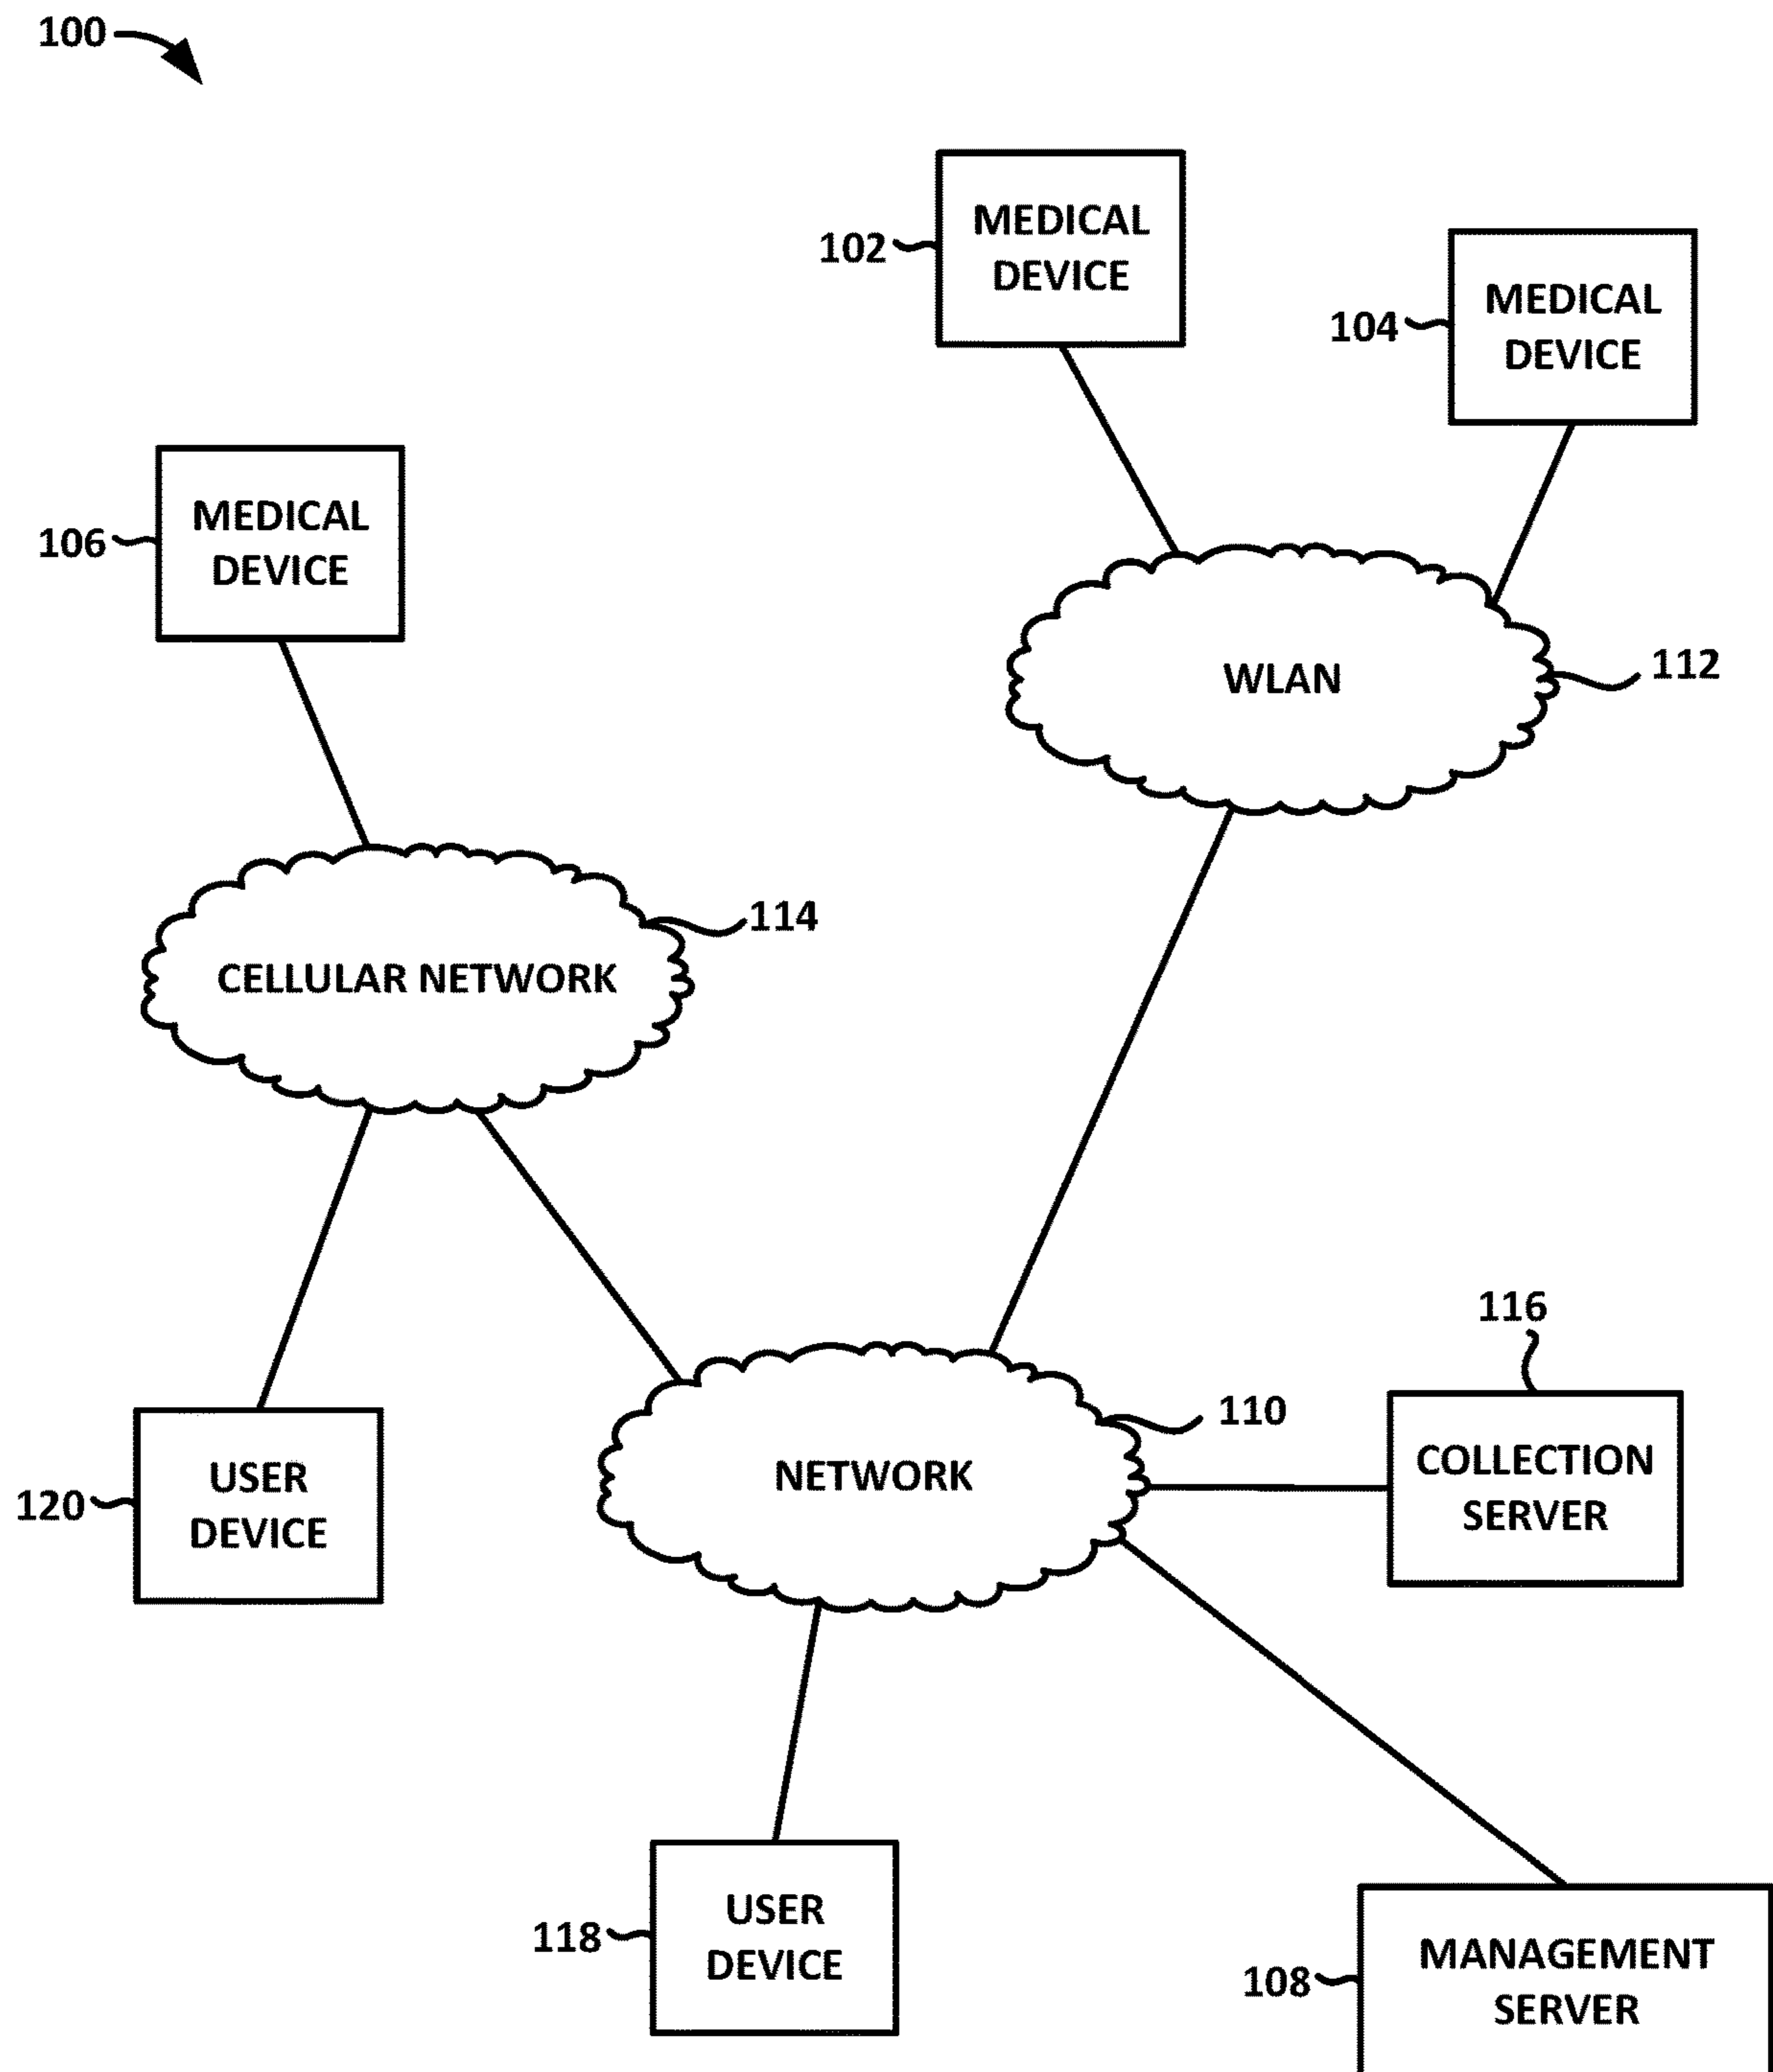 100
102
MEDICAL
DEVICE
104
MEDICAL
DEVICE
106
MEDICAL
DEVICE
WLAN
112
114
CELLULAR NETWORK
116
110
NETWORK
COLLECTION
SERVER
120
USER
DEVICE
118
USER
DEVICE
108
MANAGEMENT
SERVER